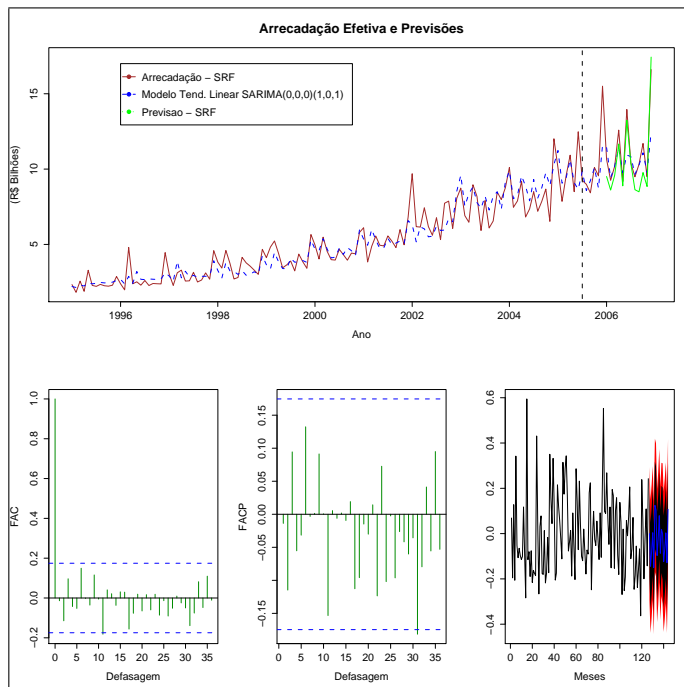 Arrecadação Efetiva e Previsões
Arrecadação – SRF
Modelo Tend. Linear SARIMA(0,0,0)(1,0,1)
Previsao – SRF
(R$ Bilhões)
5
10
15
1996
1998
2000
2002
2004
2006
Ano
FAC
−0.2
0.0
0.2
0.4
0.6
0.8
1.0
0 5 10 15 20 25 30 35
Defasagem
FACP
−0.15
−0.05
0.00
0.05
0.10
0.15
0 5 10 15 20 25 30 35
Defasagem
−0.4
−0.2
0.0
0.2
0.4
0.6
0 20 40 60 80 120
Meses